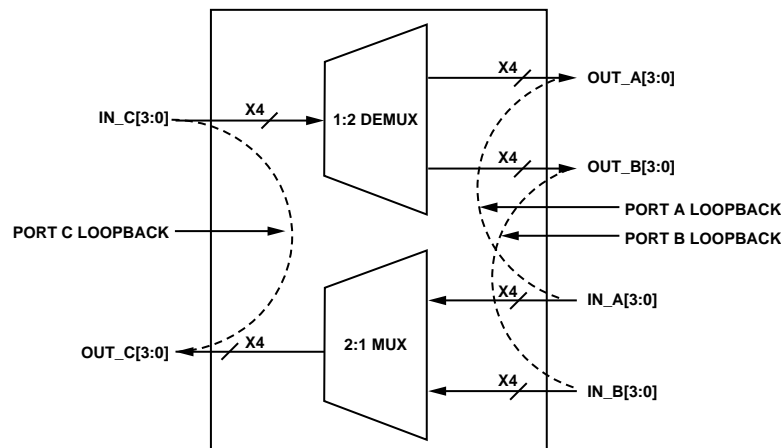 X4
X4
OUT_A[3:0]
IN_C[3:0]
1:2 DEMUX
X4
OUT_B[3:0]
PORT A LOOPBACK
PORT C LOOPBACK
PORT B LOOPBACK
X4
IN_A[3:0]
OUT_C[3:0]
X4
2:1 MUX
X4
IN_B[3:0]